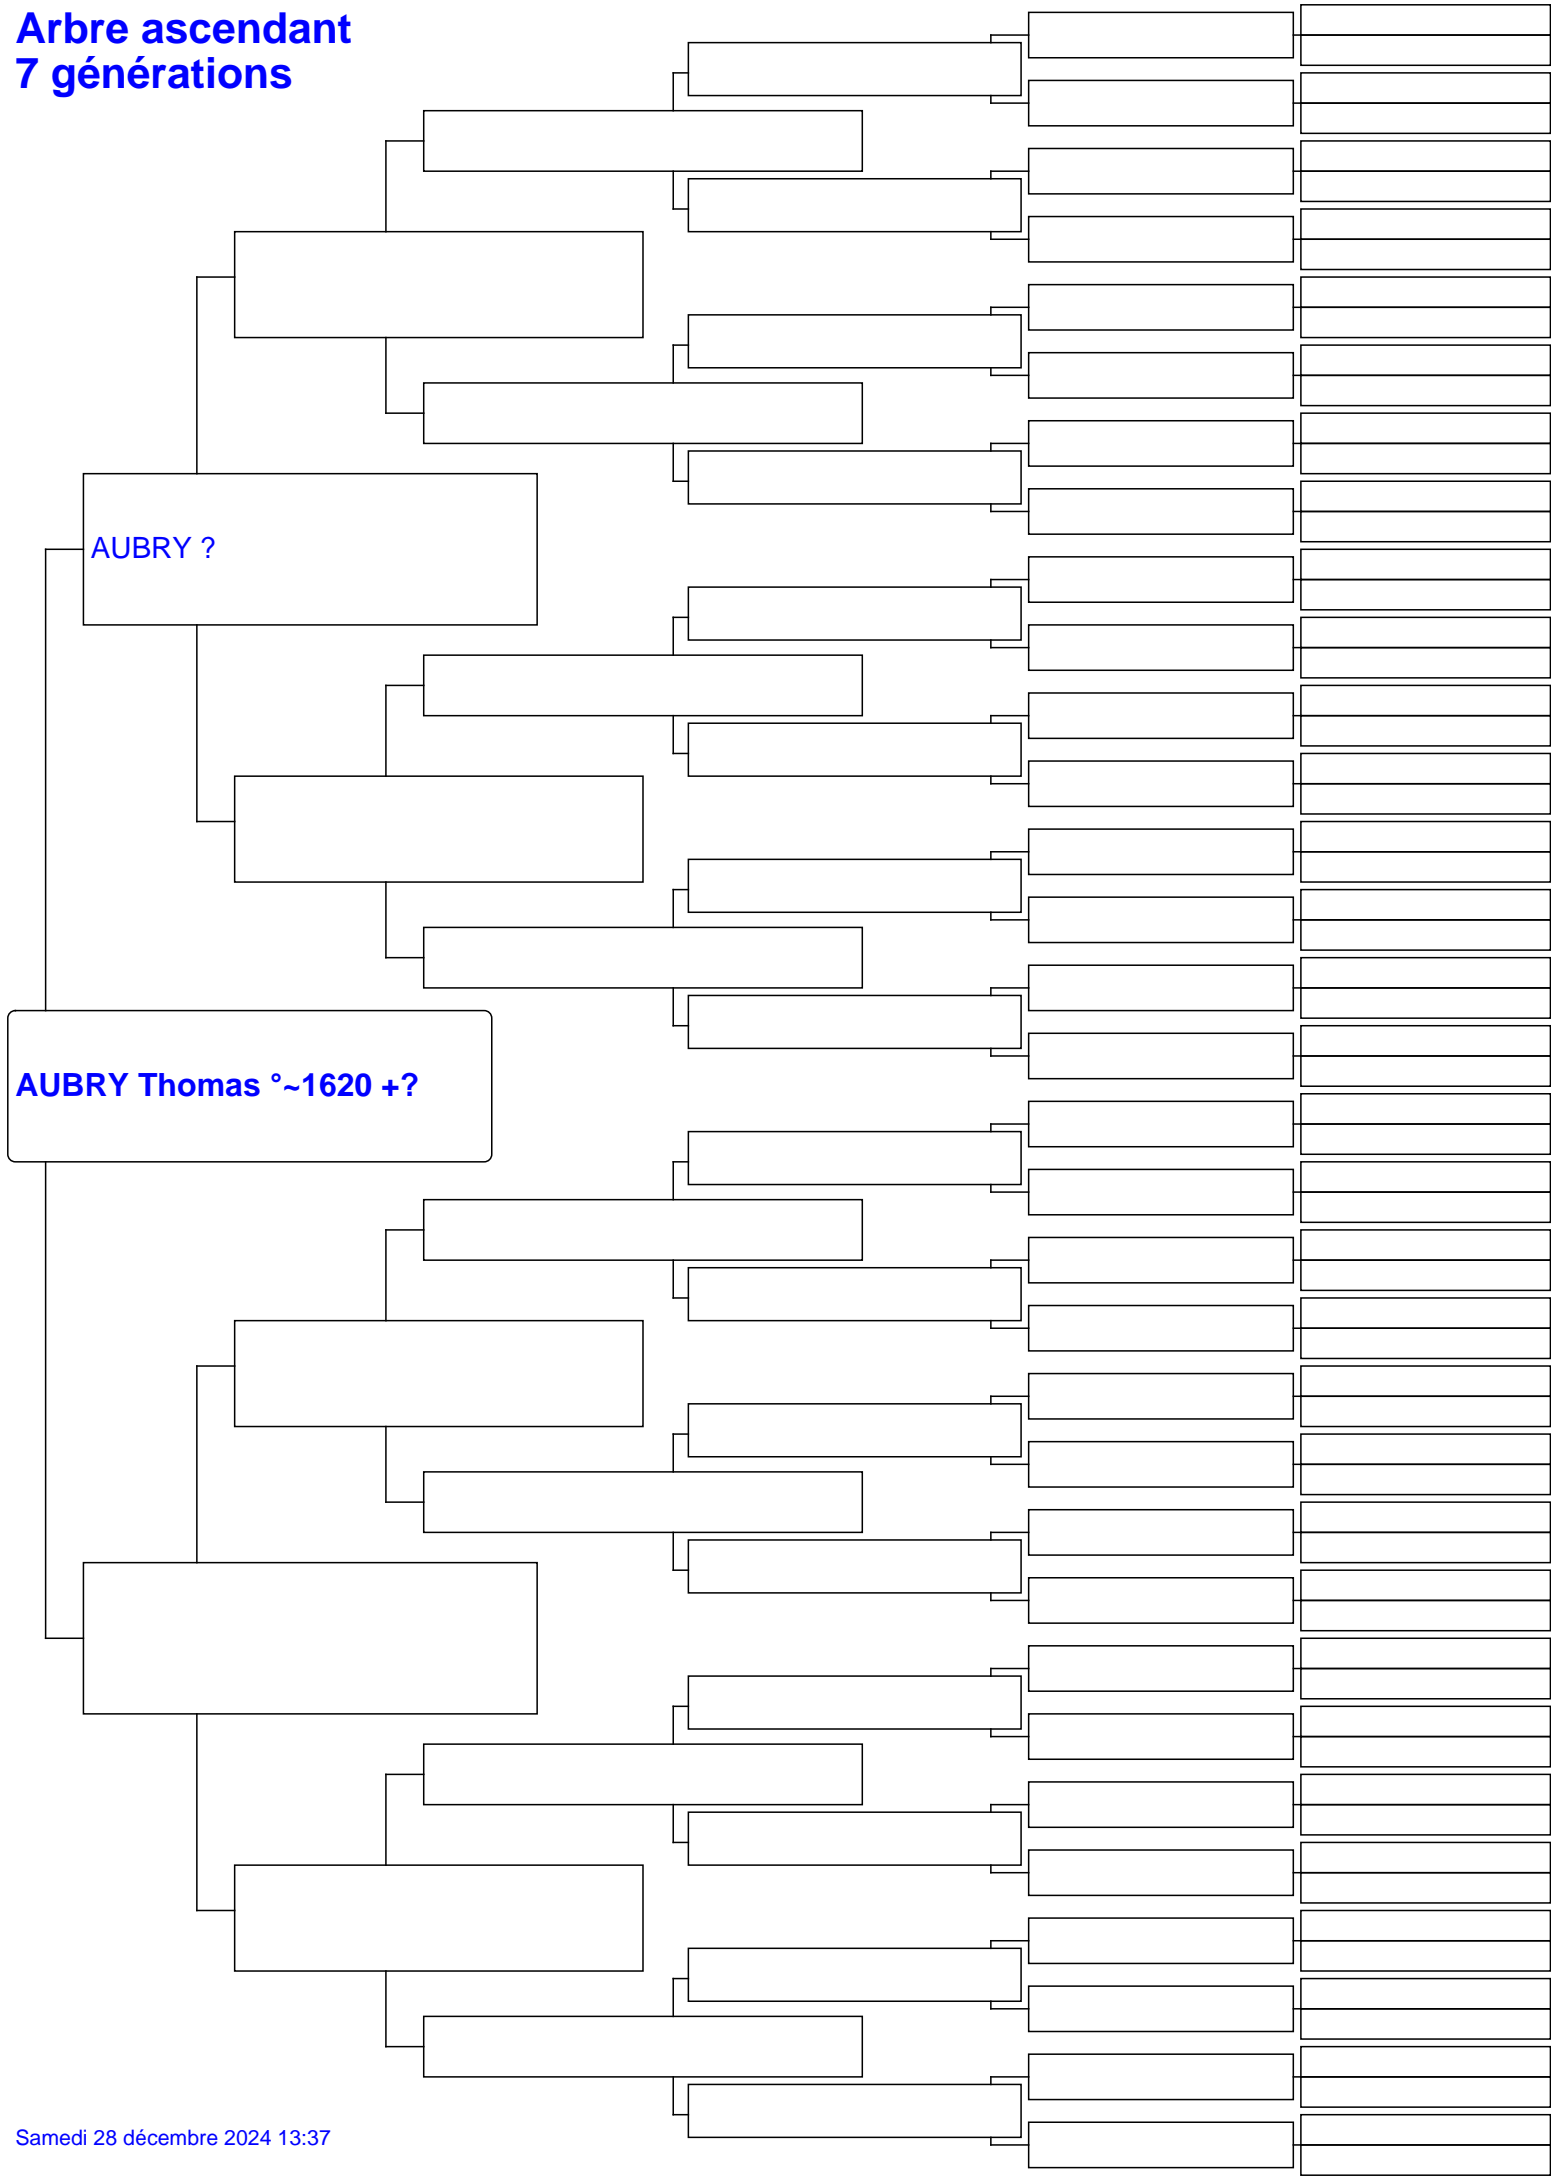 Arbre ascendant
7 générations
AUBRY ?
AUBRY Thomas °~1620 +?
Samedi 28 décembre 2024 13:37